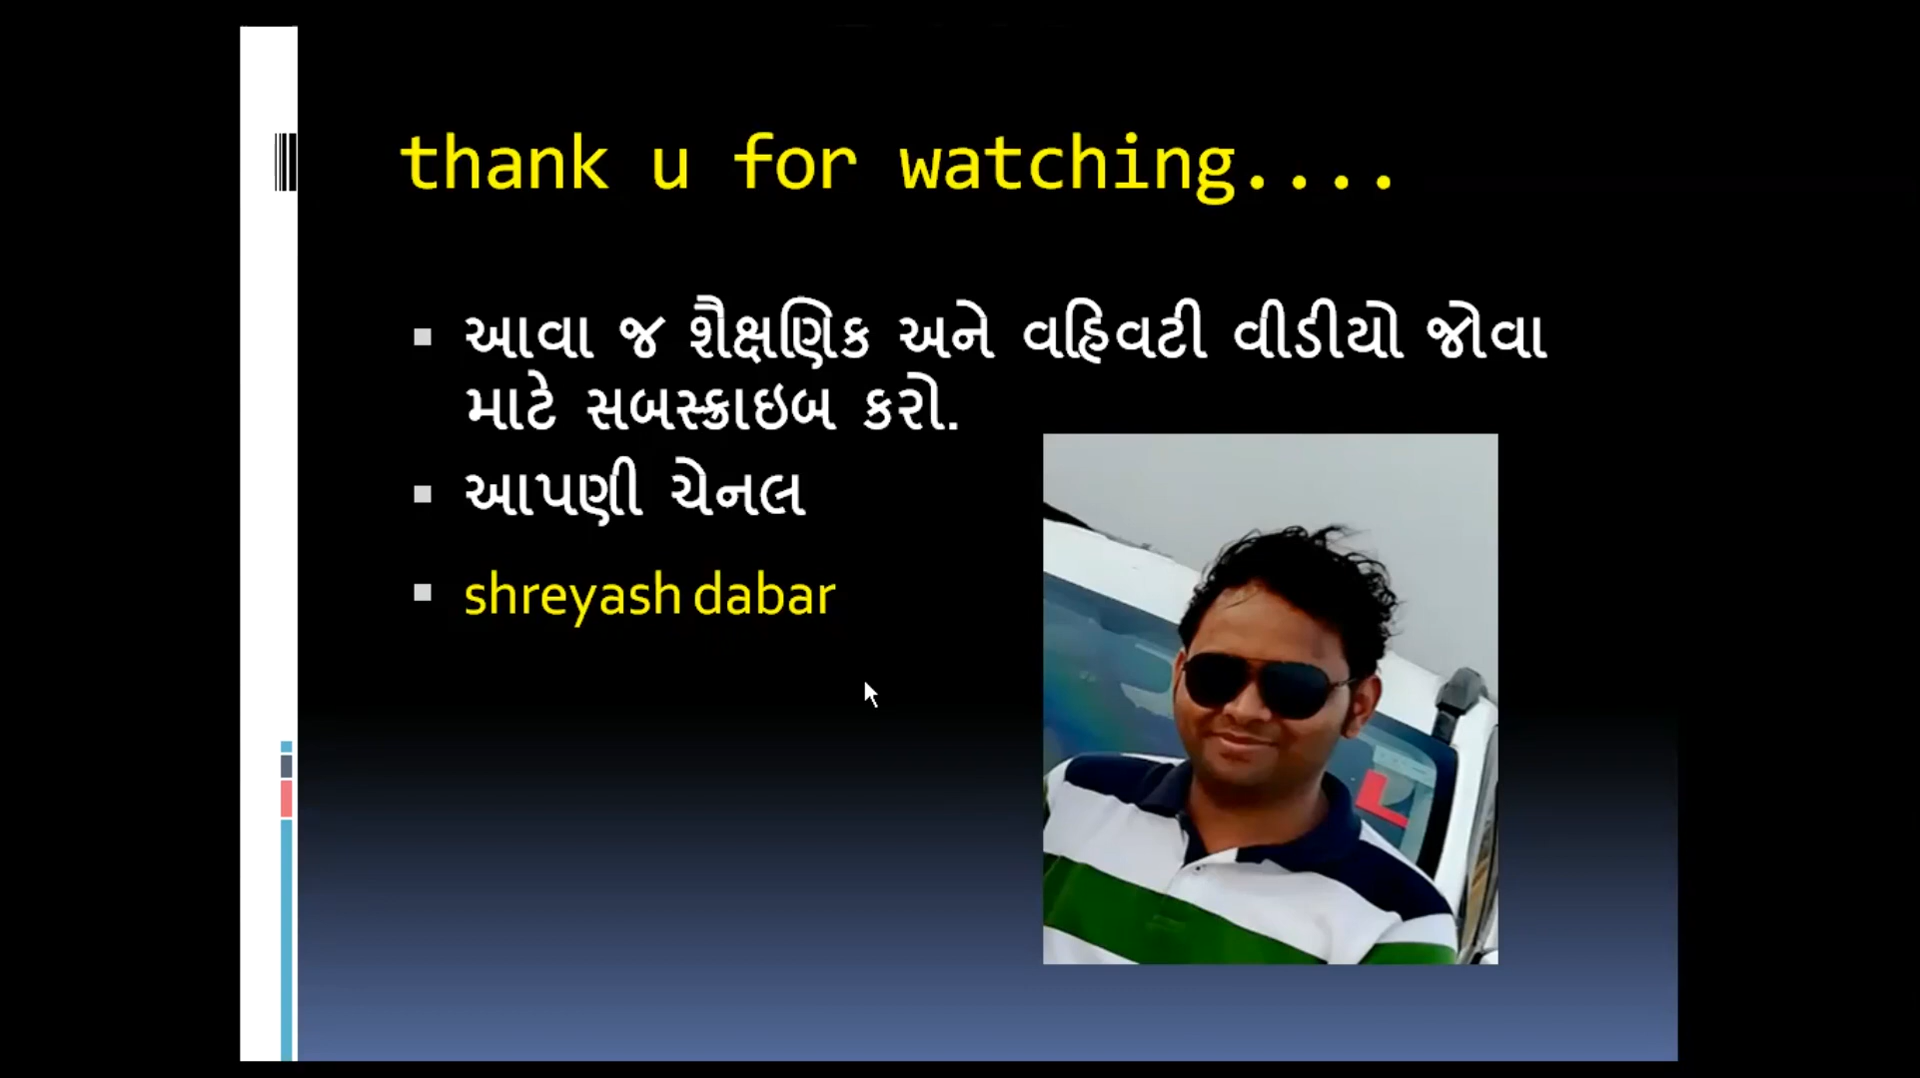 thank u for watching....
આવા જ શૈક્ષણિક અને વહિવટી વીડીયો જોવા
માટે સબસ્ક્રાઇબ કરો.
આપણી ચેનલ
shreyash dabar